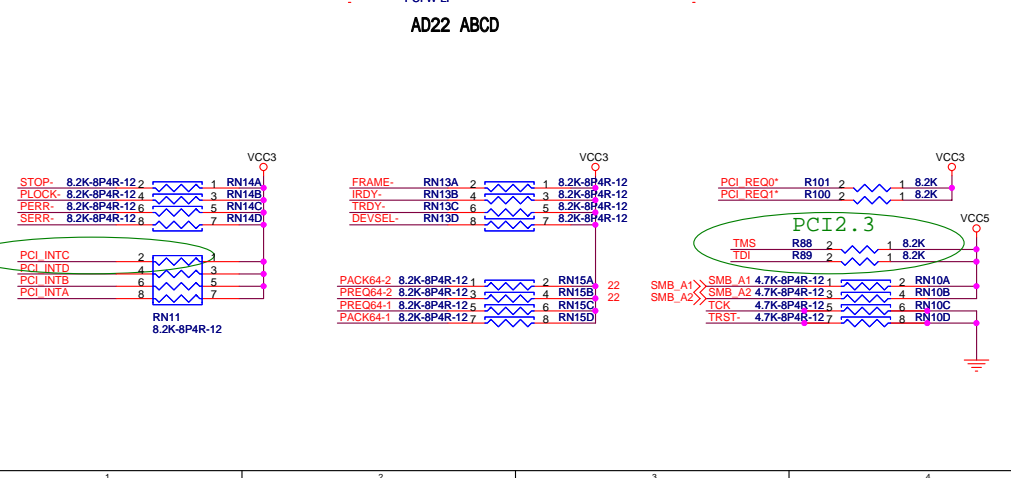 AD22 ABCD
VCC3
STOP- 8.2K-8P4R-12 2 1 RN14A
PLOCK- 8.2K-8P4R-12 4 3 RN14B
PERR- 8.2K-8P4R-12 6 5 RN14C
SERR- 8.2K-8P4R-12 8 7 RN14D
PCI_INTC 2 1
PCI_INTD 4 3
PCI_INTB 6 5
PCI_INTA 8 7
RN11
8.2K-8P4R-12
VCC3
FRAME- RN13A 2 1 8.2K-8P4R-12
IRDY- RN13B 4 3 8.2K-8P4R-12
TRDY- RN13C 6 5 8.2K-8P4R-12
DEVSEL- RN13D 8 7 8.2K-8P4R-12
PACK64-2 8.2K-8P4R-12 1 2 RN15A
PREQ64-2 8.2K-8P4R-12 3 4 RN15B
PREQ64-1 8.2K-8P4R-12 5 6 RN15C
PACK64-1 8.2K-8P4R-12 7 8 RN15D
VCC3
PCI_REQ0* R101 2 1 8.2K
PCI_REQ1* R100 2 1 8.2K
VCC5
PCI2.3
TMS R88 2 1 8.2K
TDI R89 2 1 8.2K
22 SMB_A1 SMB_A1 4.7K-8P4R-12 1 2 RN10A
22 SMB_A2 SMB_A2 4.7K-8P4R-12 3 4 RN10B
TCK 4.7K-8P4R-12 5 6 RN10C
TRST- 4.7K-8P4R-12 7 8 RN10D
1 2 3 4